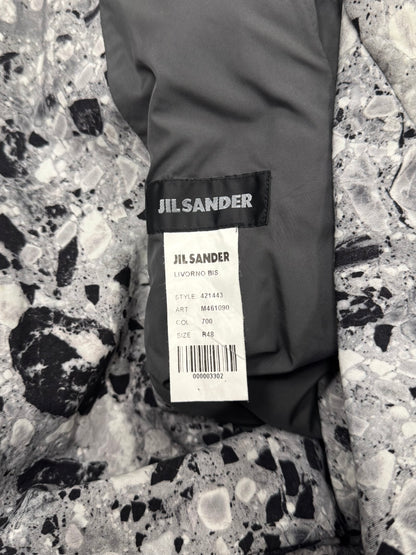 JIL SANDER
JIL SANDER
LIVORNO BIS
STYLE 421443
ART. M461090
COL. 700
SIZE R48
000003302